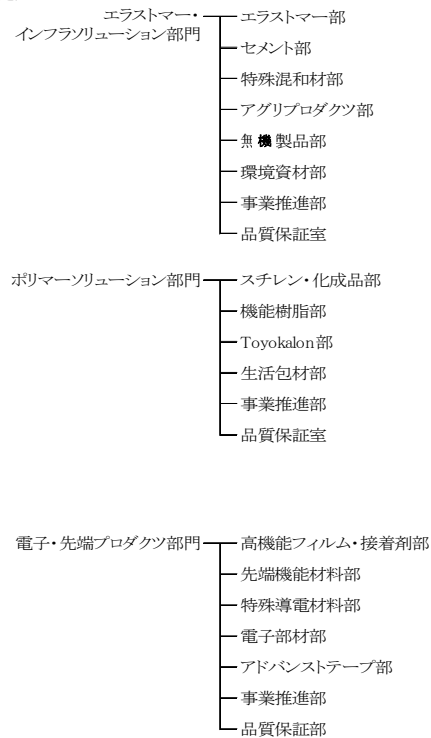 エラストマー・
インフラソリューション部門
エラストマー部
セメント部
特殊混和材部
アグリプロダクツ部
無機製品部
環境資材部
事業推進部
品質保証室
ポリマーソリューション部門
スチレン・化成品部
機能樹脂部
Toyokalon部
生活包材部
事業推進部
品質保証室
電子・先端プロダクツ部門
高機能フィルム・接着剤部
先端機能材料部
特殊導電材料部
電子部材部
アドバンストテープ部
事業推進部
品質保証部